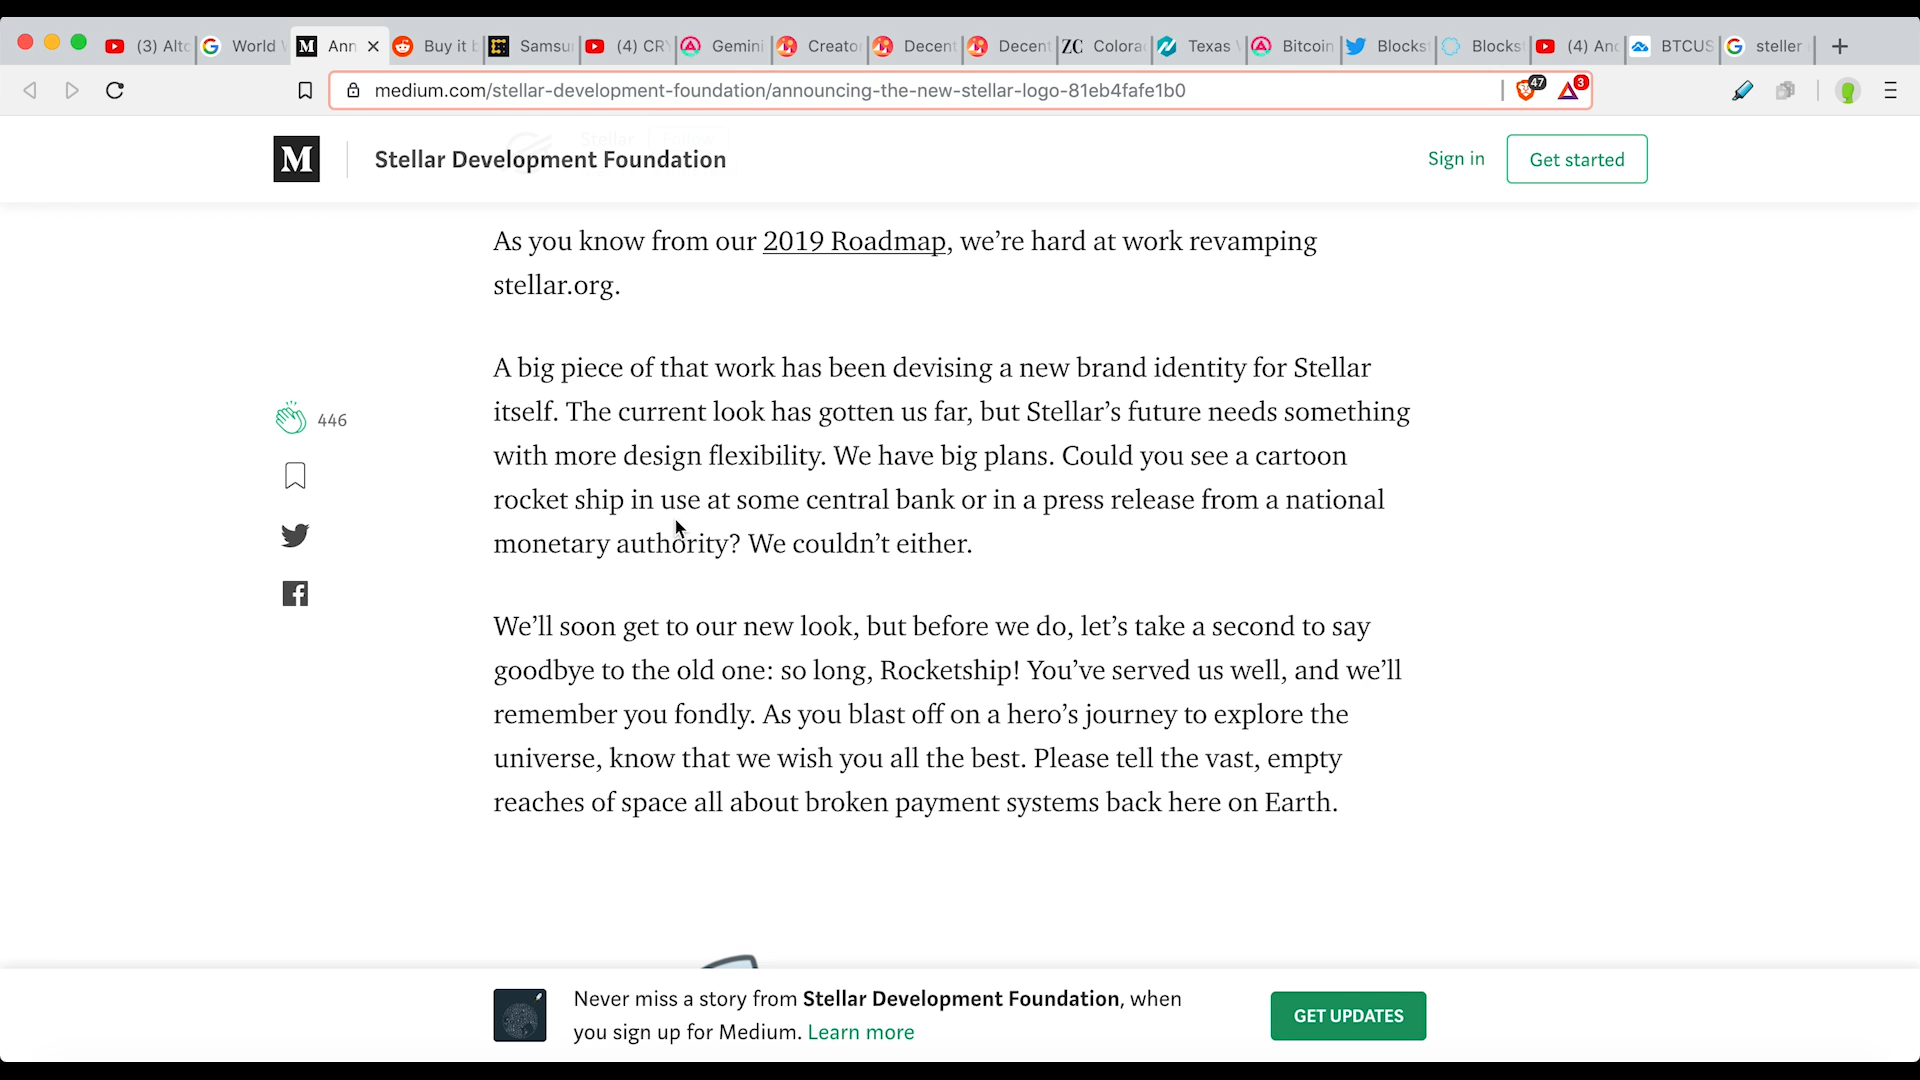 (3) Altc
World
Ann
Buy it b
Samsu
(4) CR
Gemini
Creator
Decent
Decent
ZC Colorad
Texas
Bitcoin
Blocks
Blocks
(4) And
BTCUS
steller
medium.com/stellar-development-foundation/announcing-the-new-stellar-logo-81eb4fafe1b0
47
3
M
Stellar
Stellar Development Foundation
Sign in
Get started
As you know from our 2019 Roadmap, we’re hard at work revamping
stellar.org.
A big piece of that work has been devising a new brand identity for Stellar
itself. The current look has gotten us far, but Stellar’s future needs something
with more design flexibility. We have big plans. Could you see a cartoon
rocket ship in use at some central bank or in a press release from a national
monetary authority? We couldn’t either.
446
We’ll soon get to our new look, but before we do, let’s take a second to say
goodbye to the old one: so long, Rocketship! You’ve served us well, and we’ll
remember you fondly. As you blast off on a hero’s journey to explore the
universe, know that we wish you all the best. Please tell the vast, empty
reaches of space all about broken payment systems back here on Earth.
Never miss a story from Stellar Development Foundation, when
you sign up for Medium. Learn more
GET UPDATES